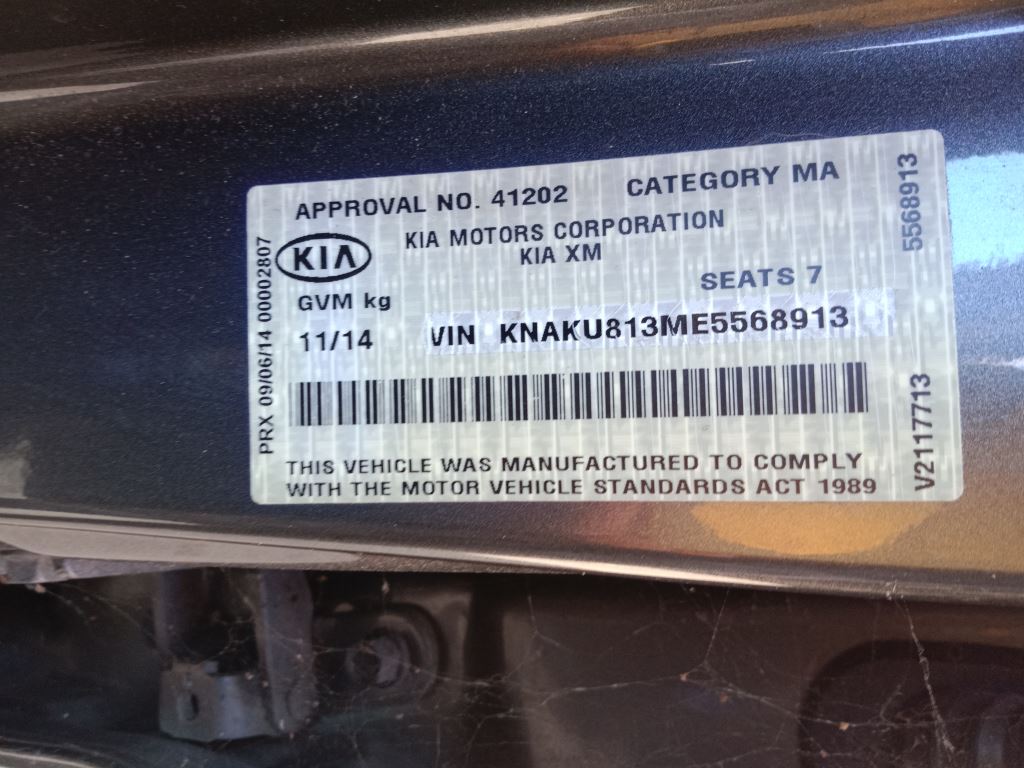 APPROVAL NO. 41202 CATEGORY MA
KIA
KIA MOTORS CORPORATION
KIA XM
SEATS 7
GVM kg
11/14 VIN KNAKU813ME5568913
THIS VEHICLE WAS MANUFACTURED TO COMPLY
WITH THE MOTOR VEHICLE STANDARDS ACT 1989
PRX 09/06/14 00002807
5568913
V2117713